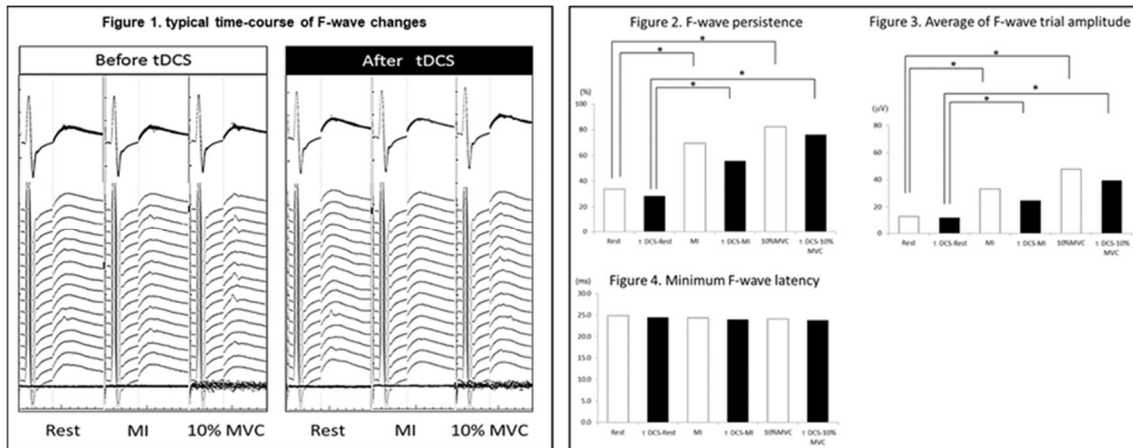 Figure 1. typical time-course of F-wave changes
Before tDCS
After tDCS
Rest MI 10% MVC
Rest MI 10% MVC
Figure 2. F-wave persistence
*
*
*
*
(%)
100
80
60
40
20
0
Rest t DCS-Rest MI t DCS-MI 10%MVC t DCS-10%
MVC
Figure 3. Average of F-wave trial amplitude
*
*
*
*
(μV)
80
60
40
20
0
Rest t DCS-Rest MI t DCS-MI 10%MVC t DCS-10%
MVC
Figure 4. Minimum F-wave latency
(ms)
30.0
25.0
20.0
15.0
10.0
5.0
0.0
Rest t DCS-Rest MI t DCS-MI 10%MVC t DCS-10%
MVC